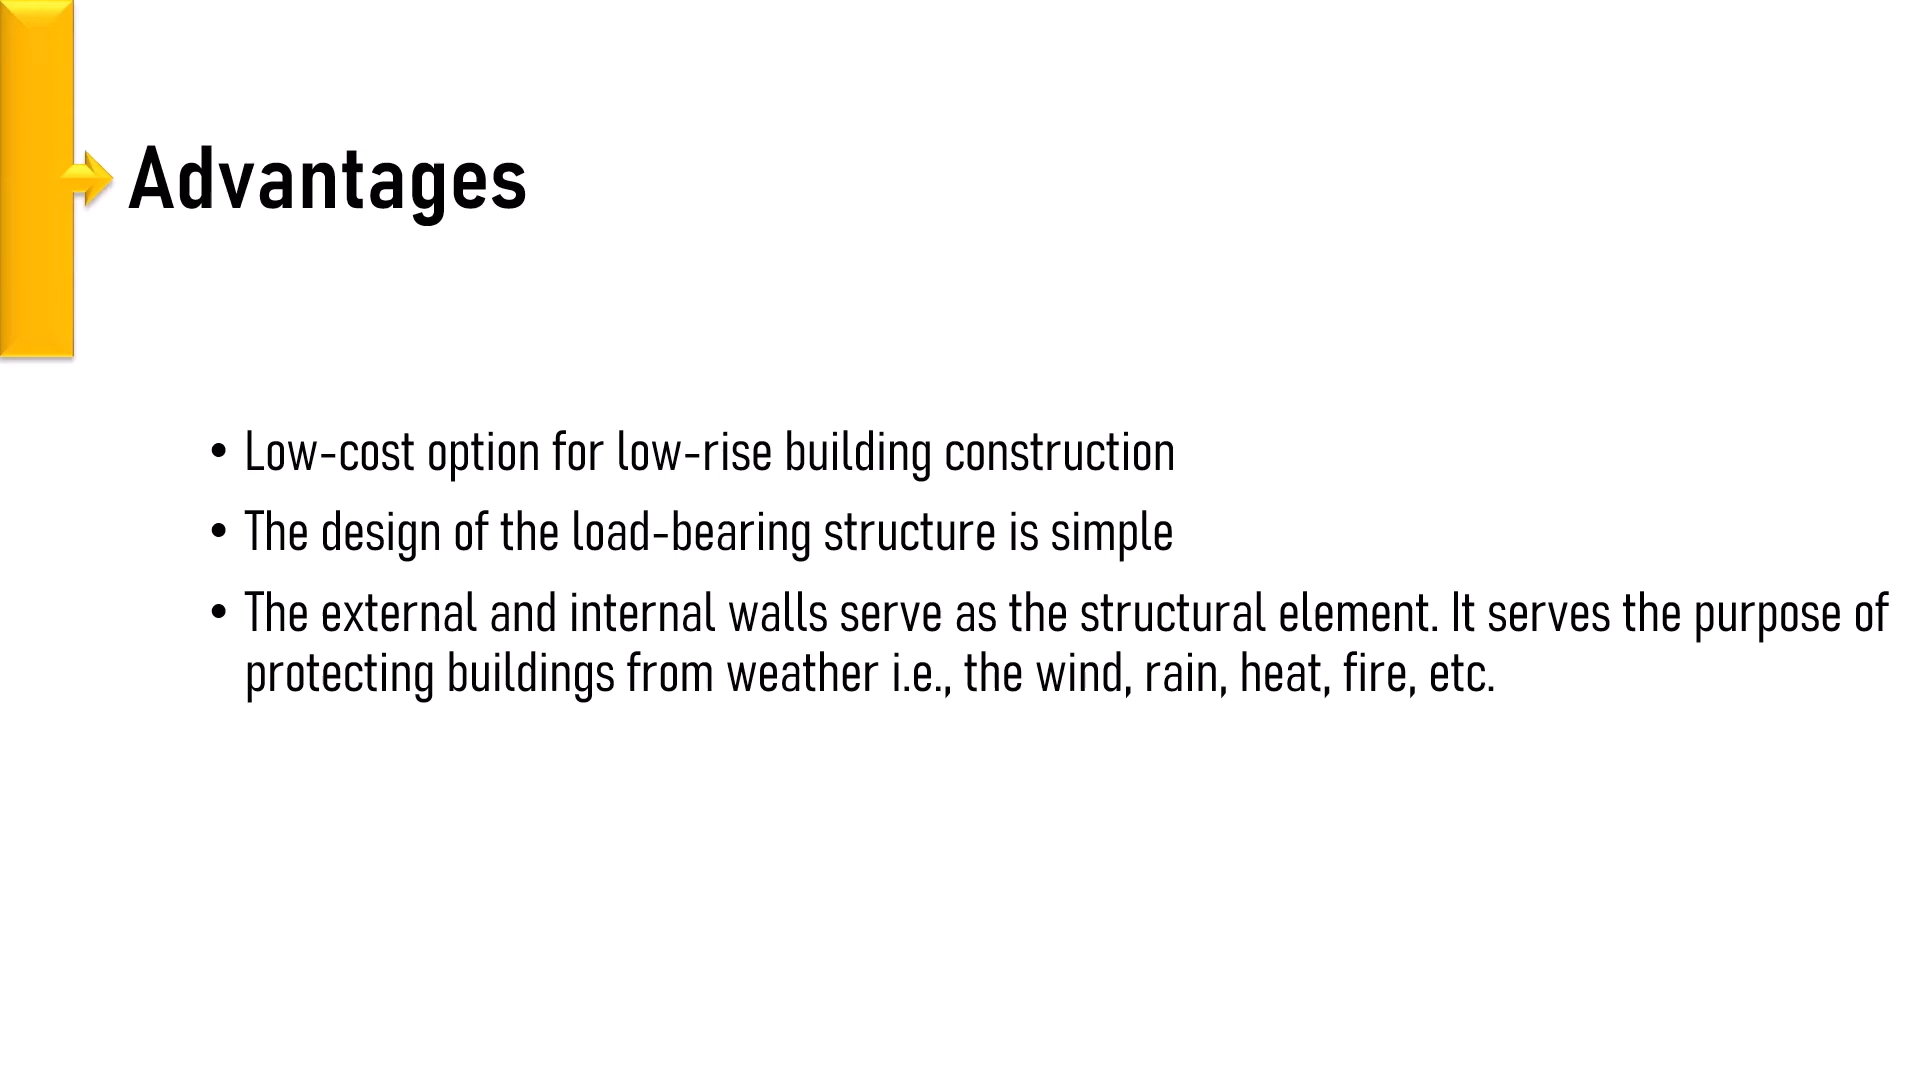 Advantages
• Low-cost option for low-rise building construction
• The design of the load-bearing structure is simple
• The external and internal walls serve as the structural element. It serves the purpose of
protecting buildings from weather i.e., the wind, rain, heat, fire, etc.